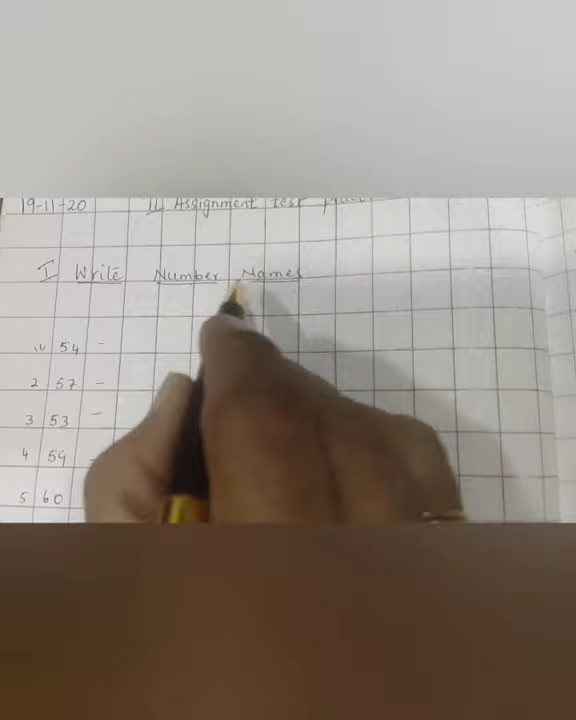 19-11-20 II Assignment test
I Write Number Names
1 54 -
2 57 -
3 53 -
4 59 -
5 60